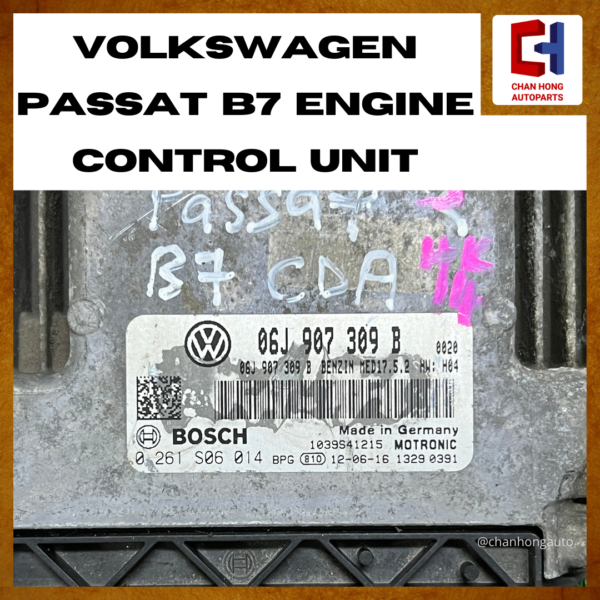 VOLKSWAGEN
PASSAT B7 ENGINE
CONTROL UNIT
CHAN HONG
AUTOPARTS
Passat
B7 CDA
HK
06J 907 309 B 0020
06J 907 309 B BENZIN MED17.5.2 HW: H04
Made in Germany
BOSCH 1039S41215 MOTRONIC
0 261 S06 014 BPG 810 12-06-16 1329 0391
@chanhongauto